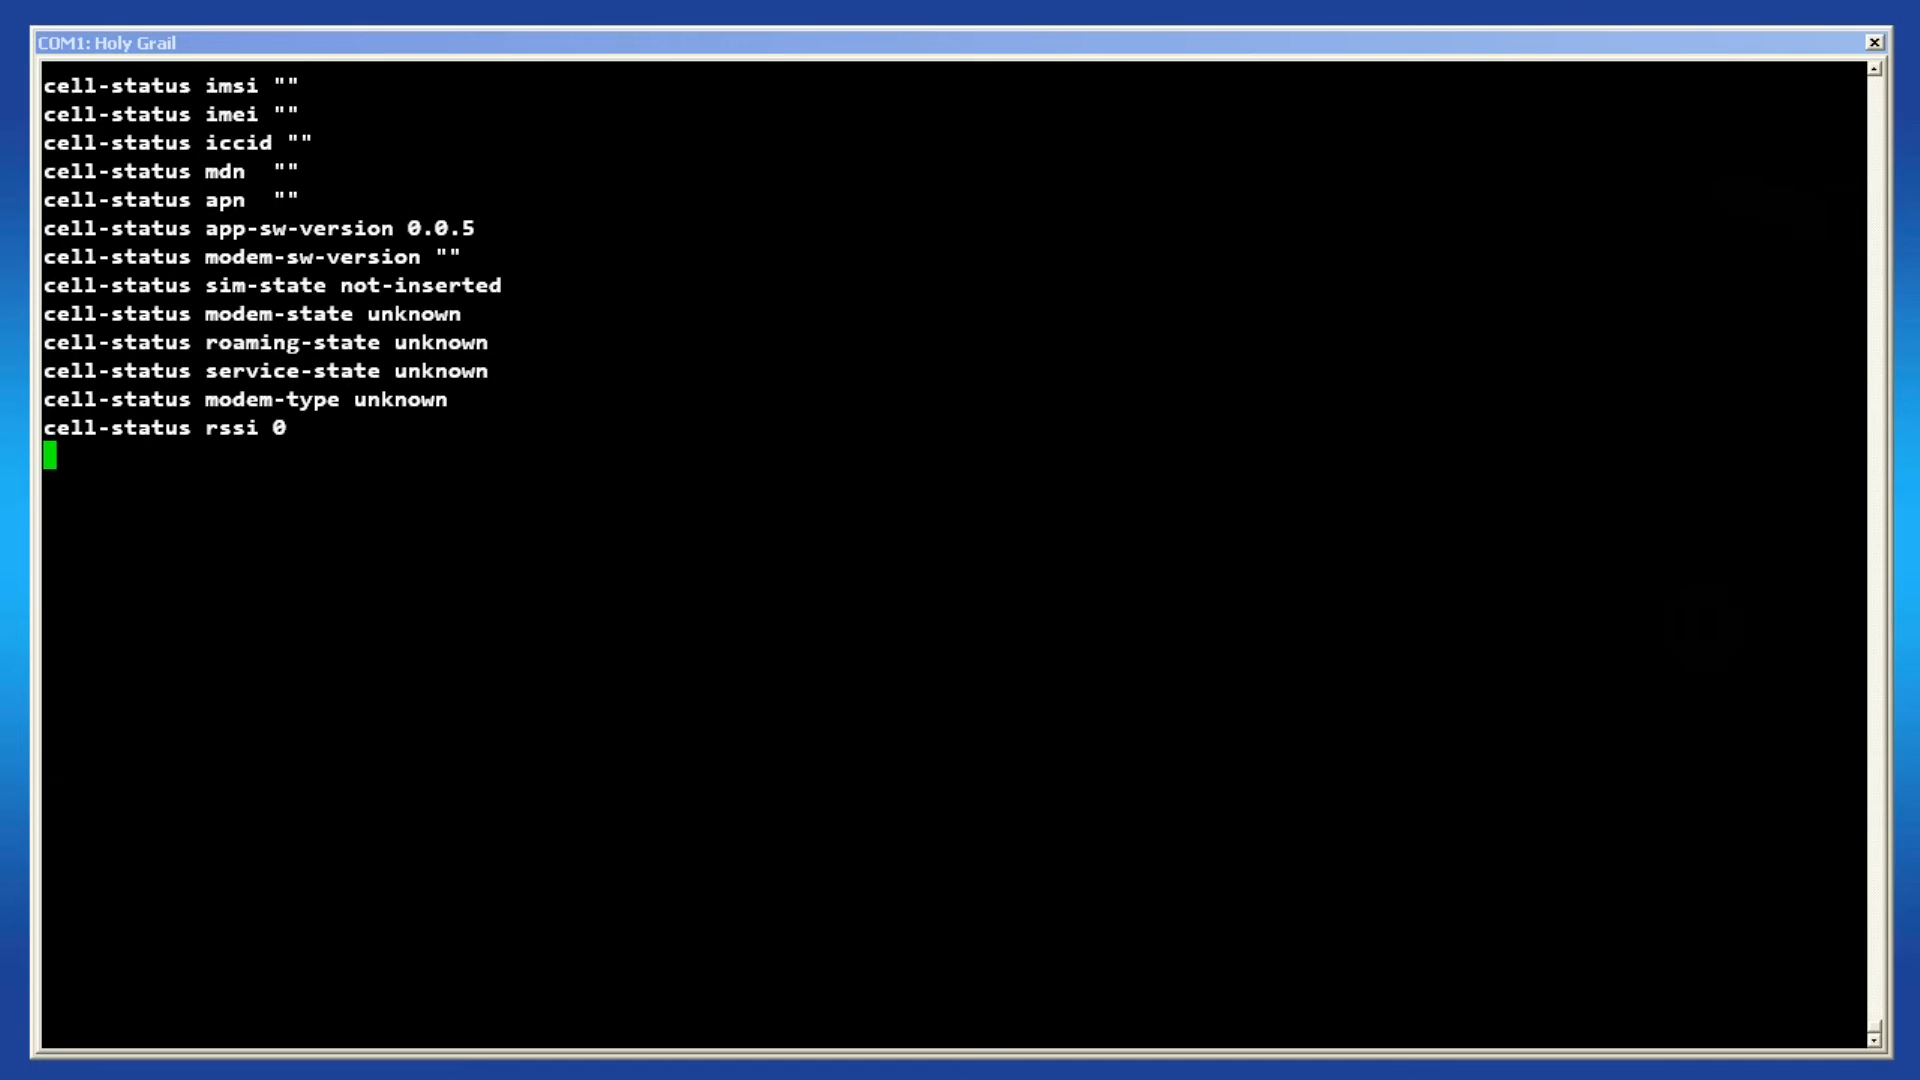 COM1: Holy Grail
cell-status imsi ""
cell-status imei ""
cell-status iccid ""
cell-status mdn  ""
cell-status apn  ""
cell-status app-sw-version 0.0.5
cell-status modem-sw-version ""
cell-status sim-state not-inserted
cell-status modem-state unknown
cell-status roaming-state unknown
cell-status service-state unknown
cell-status modem-type unknown
cell-status rssi 0